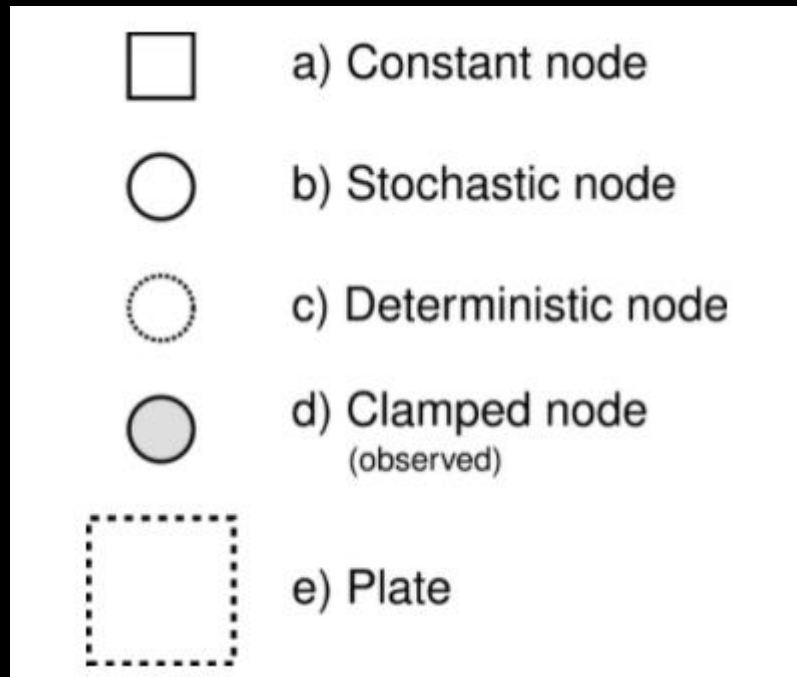 a) Constant node
b) Stochastic node
c) Deterministic node
d) Clamped node
(observed)
e) Plate